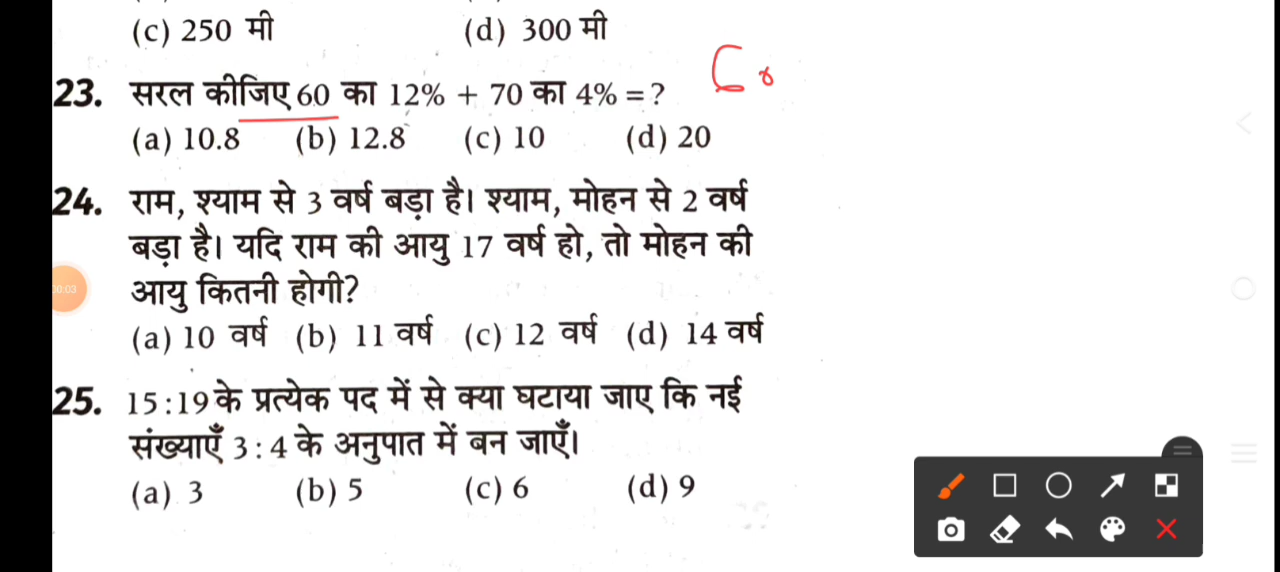 (c) 250 मी (d) 300 मी
23. सरल कीजिए 60 का 12% + 70 का 4% = ?
(a) 10.8 (b) 12.8 (c) 10 (d) 20
24. राम, श्याम से 3 वर्ष बड़ा है। श्याम, मोहन से 2 वर्ष
बड़ा है। यदि राम की आयु 17 वर्ष हो, तो मोहन की
आयु कितनी होगी?
(a) 10 वर्ष (b) 11 वर्ष (c) 12 वर्ष (d) 14 वर्ष
25. 15:19 के प्रत्येक पद में से क्या घटाया जाए कि नई
संख्याएँ 3:4 के अनुपात में बन जाएँ।
(a) 3 (b) 5 (c) 6 (d) 9